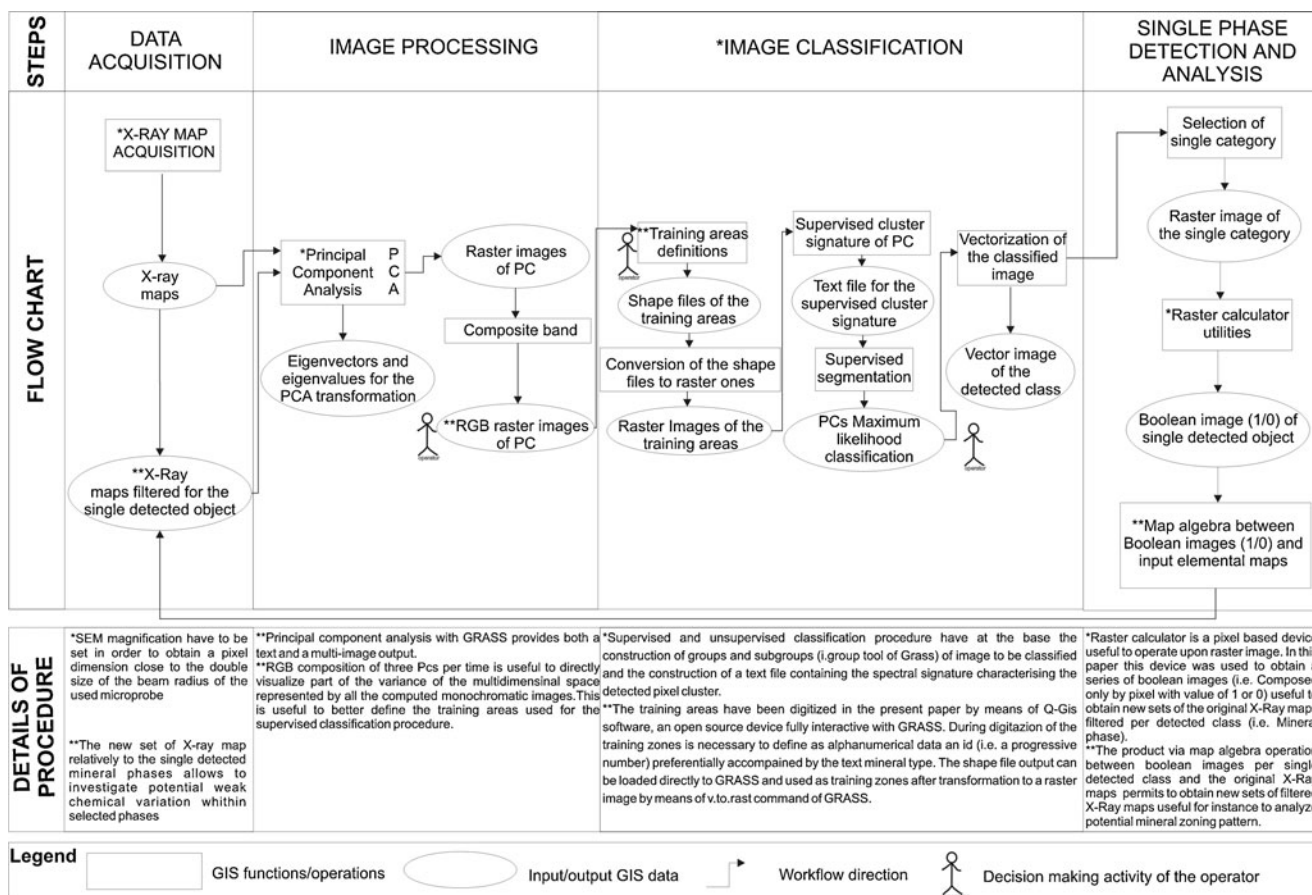 STEPS
DATA
ACQUISITION
IMAGE PROCESSING
*IMAGE CLASSIFICATION
SINGLE PHASE
DETECTION AND
ANALYSIS
FLOW CHART
*X-RAY MAP
ACQUISITION
X-ray
maps
**X-Ray
maps filtered for the
single detected object
*Principal
Component
Analysis
P
C
A
Eigenvectors and
eigenvalues for the
PCA transformation
Raster images
of PC
Composite band
**RGB raster images
of PC
operator
**Training areas
definitions
operator
Shape files of the
training areas
Conversion of the shape
files to raster ones
Raster Images of the
training areas
Supervised cluster
signature of PC
Text file for the
supervised cluster
signature
Supervised
segmentation
PCs Maximum
likelihood
classification
operator
Vectorization of
the classified
image
Vector image
of the
detected class
Selection of
single category
Raster image of
the single category
*Raster calculator
utilities
Boolean image (1/0) of
single detected object
**Map algebra between
Boolean images (1/0) and
input elemental maps
DETAILS OF
PROCEDURE
*SEM magnification have to be
set in order to obtain a pixel
dimension close to the double
size of the beam radius of the
used microprobe
**The new set of X-ray map
relatively to the single detected
mineral phases allows to
investigate potential weak
chemical variation whithin
selected phases
**Principal component analysis with GRASS provides both a
text and a multi-image output.
**RGB composition of three Pcs per time is useful to directly
visualize part of the variance of the multidimensinal space
represented by all the computed monochromatic images.This
is useful to better define the training areas used for the
supervised classification procedure.
*Supervised and unsupervised classification procedure have at the base the
construction of groups and subgroups (i.group tool of Grass) of image to be classified
and the construction of a text file containing the spectral signature characterising the
detected pixel cluster.
**The training areas have been digitized in the present paper by means of Q-Gis
software, an open source device fully interactive with GRASS. During digitazion of the
training zones is necessary to define as alphanumerical data an id (i.e. a progressive
number) preferentially accompained by the text mineral type. The shape file output can
be loaded directly to GRASS and used as training zones after transformation to a raster
image by means of v.to.rast command of GRASS.
*Raster calculator is a pixel based device
useful to operate upon raster image. In this
paper this device was used to obtain a
series of boolean images (i.e. Composed
only by pixel with value of 1 or 0) useful to
obtain new sets of the original X-Ray map
filtered per detected class (i.e. Mineral
phase).
**The product via map algebra operation
between boolean images per single
detected class and the original X-Ray
maps permits to obtain new sets of filtered
X-Ray maps useful for instance to analyze
potential mineral zoning pattern.
Legend
GIS functions/operations
Input/output GIS data
Workflow direction
Decision making activity of the operator